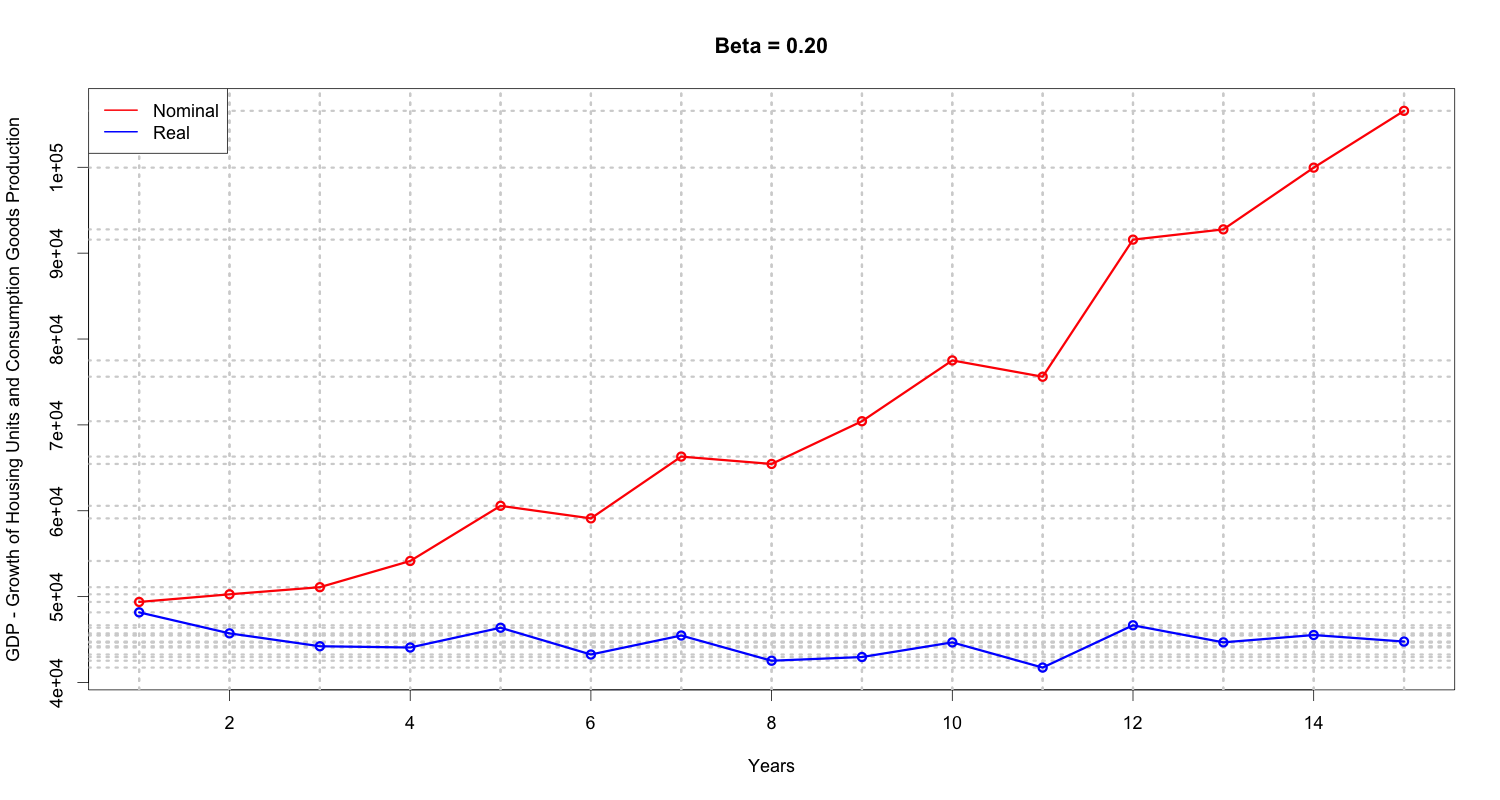 Beta = 0.20
Nominal
Real
GDP - Growth of Housing Units and Consumption Goods Production
1e+05
9e+04
8e+04
7e+04
6e+04
5e+04
4e+04
2 4 6 8 10 12 14
Years